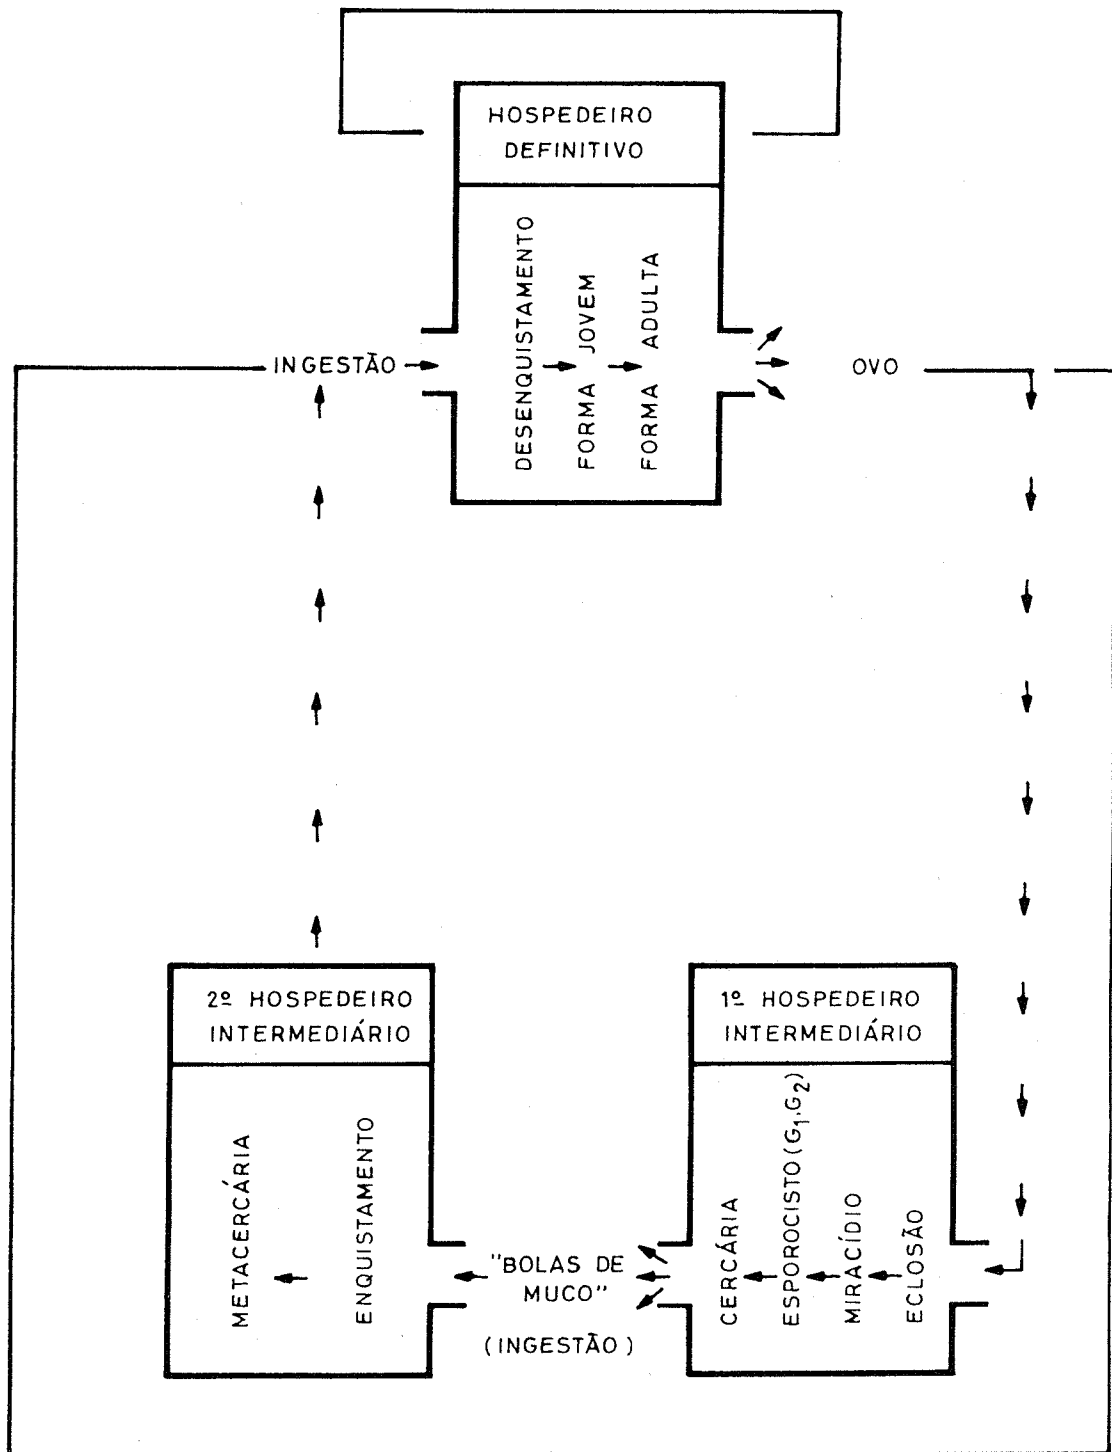 HOSPEDEIRO
DEFINITIVO
DESENQUISTAMENTO
FORMA JOVEM
FORMA ADULTA
INGESTÃO
OVO
2º HOSPEDEIRO
INTERMEDIÁRIO
METACERCÁRIA
ENQUISTAMENTO
"BOLAS DE
MUCO"
(INGESTÃO)
1º HOSPEDEIRO
INTERMEDIÁRIO
CERCÁRIA
ESPOROCISTO (G₁,G₂)
MIRACÍDIO
ECLOSÃO